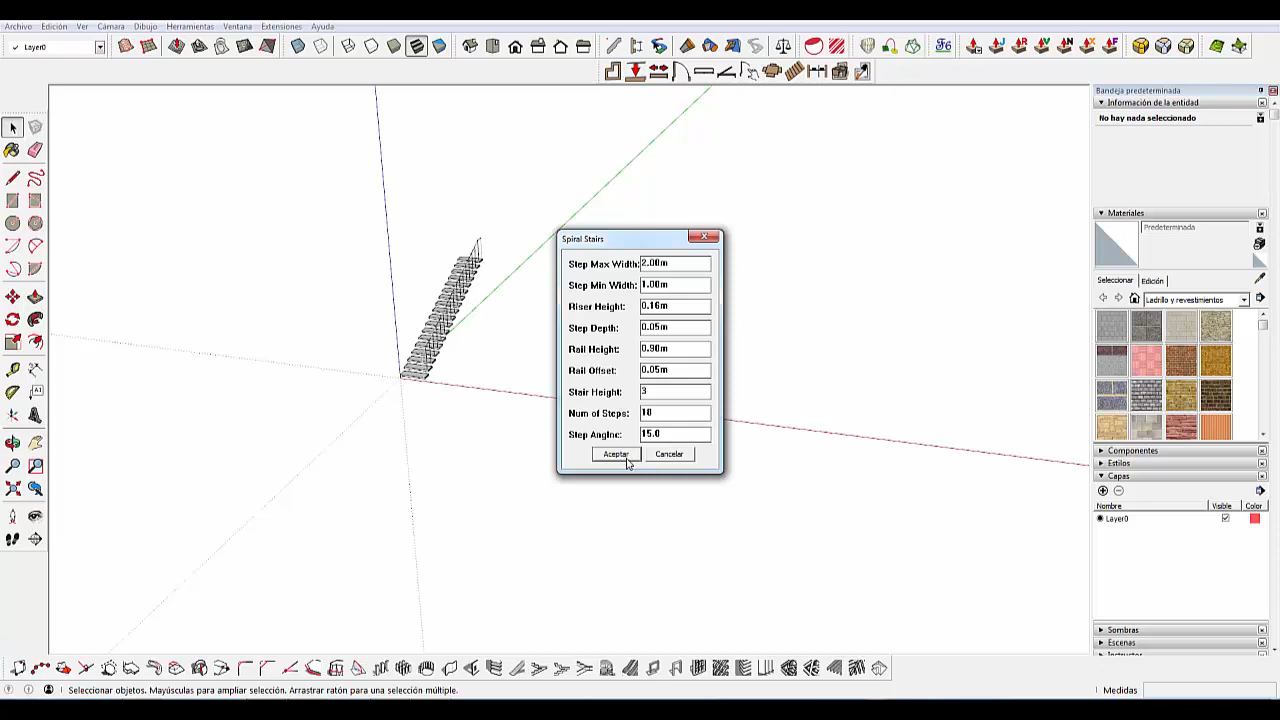 Archivo Edición Ver Cámara Dibujo Herramientas Ventana Extensiones Ayuda
Layer0
Bandeja predeterminada
Información de la entidad
No hay nada seleccionado
Materiales
Predeterminada
Seleccionar Edición
Ladrillo y revestimientos
Componentes
Estilos
Capas
Nombre Visible Color
Layer0
Sombras
Escenas
Spiral Stairs
Step Max Width: 2.00m
Step Min Width: 1.00m
Riser Height: 0.16m
Step Depth: 0.05m
Rail Height: 0.90m
Rail Offset: 0.05m
Stair Height: 3
Num of Steps: 18
Step AngInc: 15.0
Aceptar Cancelar
Seleccionar objetos. Mayúsculas para ampliar selección. Arrastrar ratón para una selección múltiple.
Medidas